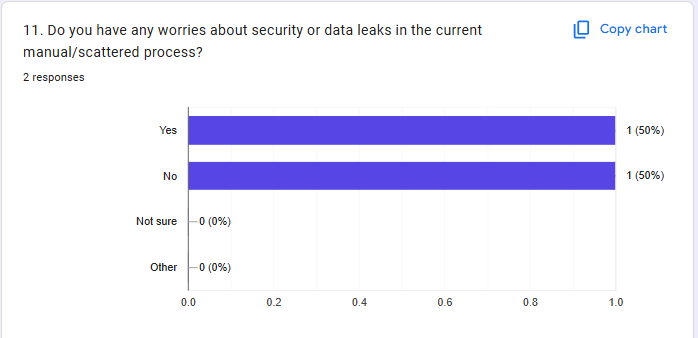 11. Do you have any worries about security or data leaks in the current
manual/scattered process?
Copy chart
2 responses
Yes
1 (50%)
No
1 (50%)
Not sure
0 (0%)
Other
0 (0%)
0.0
0.2
0.4
0.6
0.8
1.0